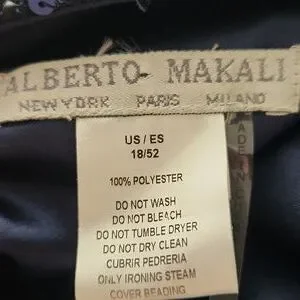 ALBERTO MAKALI
NEW YORK PARIS MILANO
US / ES
18/52
100% POLYESTER
DO NOT WASH
DO NOT BLEACH
DO NOT TUMBLE DRYER
DO NOT DRY CLEAN
CUBRIR PEDRERIA
ONLY IRONING STEAM
COVER BEADING